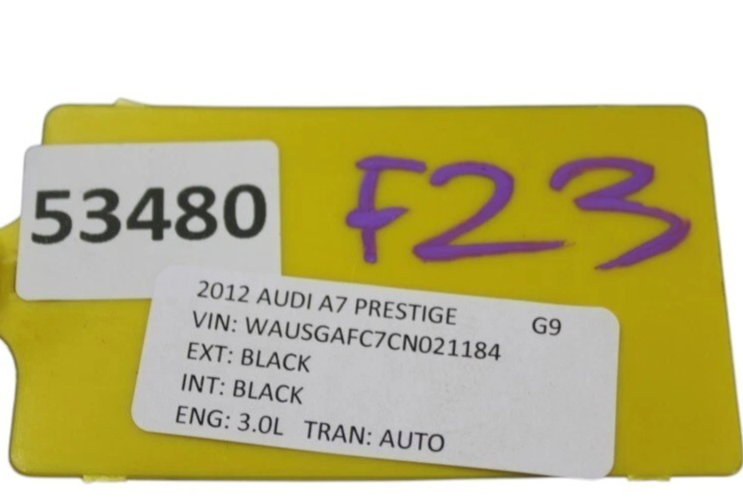 53480
F23
2012 AUDI A7 PRESTIGE G9
VIN: WAUSGAFC7CN021184
EXT: BLACK
INT: BLACK
ENG: 3.0L TRAN: AUTO